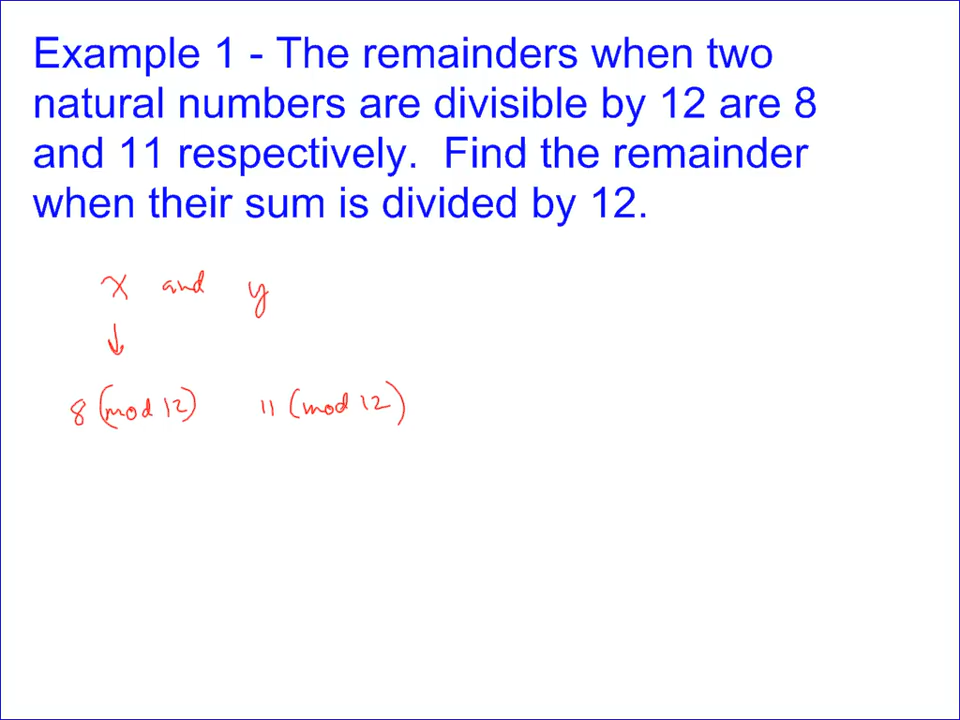 Example 1 - The remainders when two
natural numbers are divisible by 12 are 8
and 11 respectively.  Find the remainder
when their sum is divided by 12.
x and y
↓
8 (mod 12) 11 (mod 12)